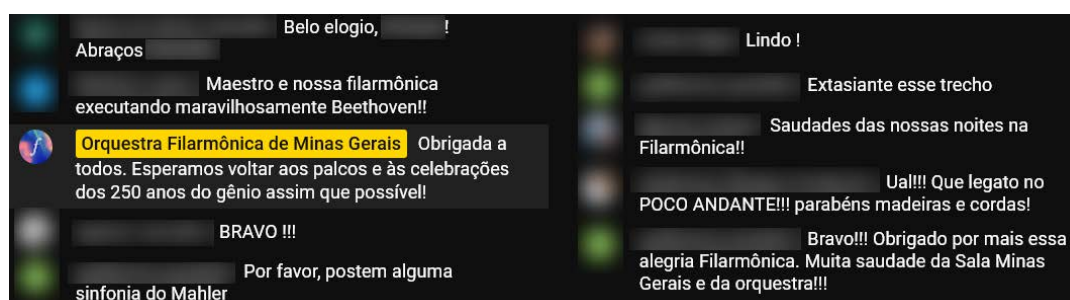 Belo elogio, !
Abraços
Maestro e nossa filarmônica
executando maravilhosamente Beethoven!!
Orquestra Filarmônica de Minas Gerais Obrigada a
todos. Esperamos voltar aos palcos e às celebrações
dos 250 anos do gênio assim que possível!
BRAVO !!!
Por favor, postem alguma
sinfonia do Mahler
Lindo !
Extasiante esse trecho
Saudades das nossas noites na
Filarmônica!!
Ual!!! Que legato no
POCO ANDANTE!!! parabéns madeiras e cordas!
Bravo!!! Obrigado por mais essa
alegria Filarmônica. Muita saudade da Sala Minas
Gerais e da orquestra!!!